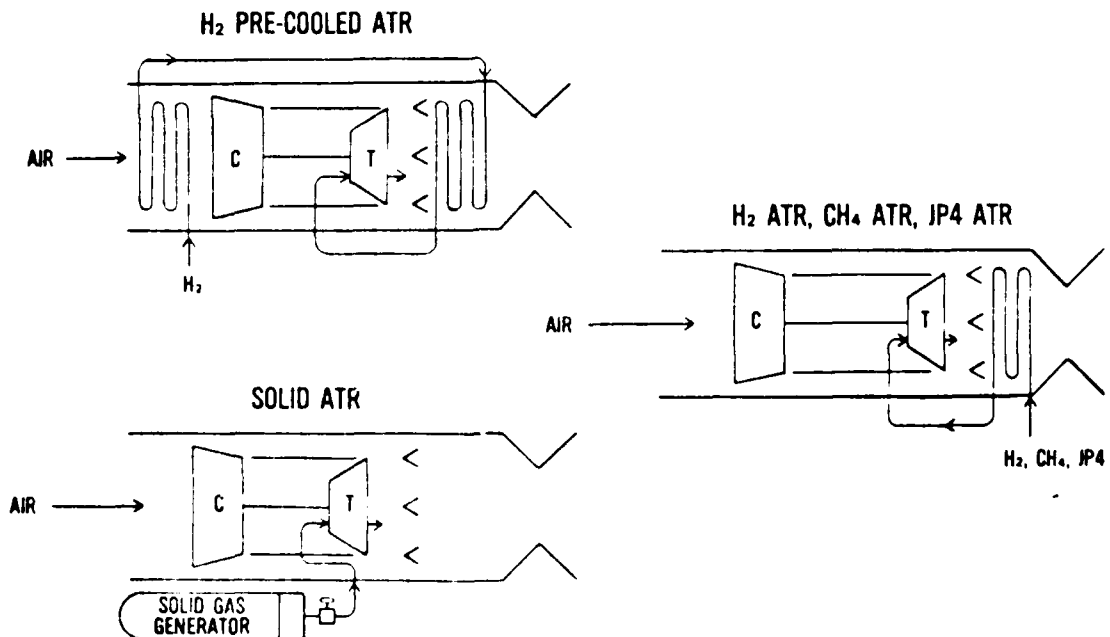 H₂ PRE-COOLED ATR
AIR
C
T
H₂
H₂ ATR, CH₄ ATR, JP4 ATR
AIR
C
T
H₂, CH₄, JP4
SOLID ATR
AIR
C
T
SOLID GAS
GENERATOR